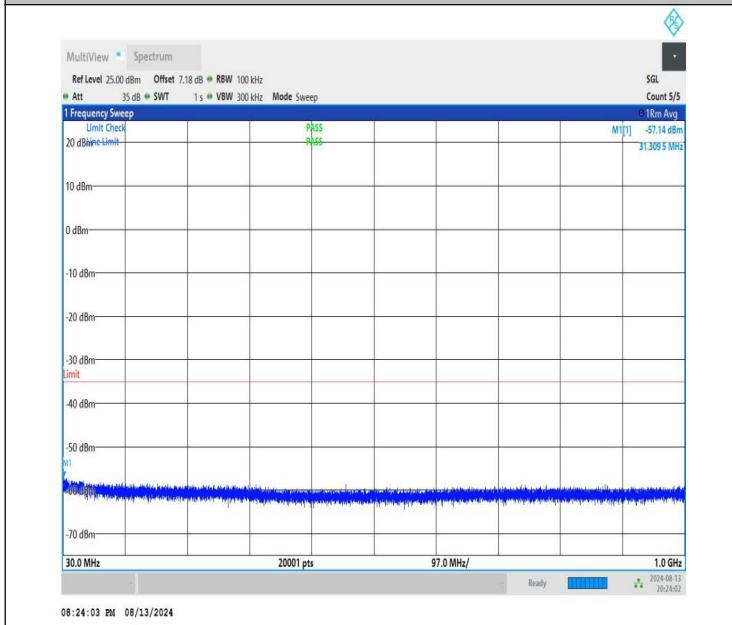 R S
MultiView Spectrum
Ref Level 25.00 dBm Offset 7.18 dB RBW 100 kHz SGL
Att 35 dB SWT 1 s VBW 300 kHz Mode Sweep Count 5/5
1 Frequency Sweep 1Rm Avg
Limit Check PASS M1[1] -57.14 dBm
20 dBm Line Limit PASS 31.309 5 MHz
10 dBm
0 dBm
-10 dBm
-20 dBm
-30 dBm
Limit
-40 dBm
-50 dBm
M1
-70 dBm
30.0 MHz 20001 pts 97.0 MHz/ 1.0 GHz
Ready 2024-08-13
20:24:02
08:24:03 PM 08/13/2024